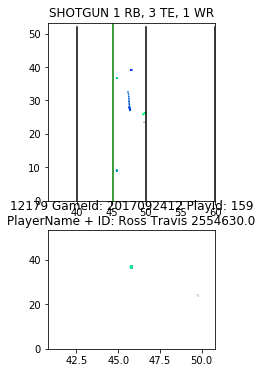 SHOTGUN 1 RB, 3 TE, 1 WR
50
40
30
20
10
0
40 45 50 55 60
12179 GameId: 2017092412 PlayId: 159
PlayerName + ID: Ross Travis 2554630.0
40
20
0
42.5 45.0 47.5 50.0